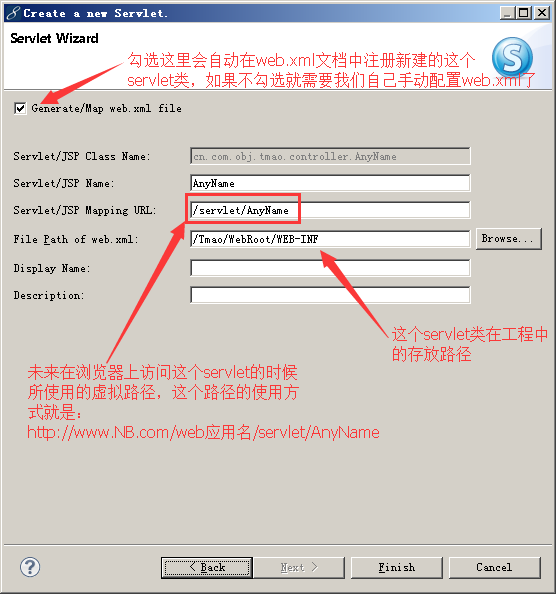 Create a new Servlet.
Servlet Wizard
勾选这里会自动在web.xml文档中注册新建的这个
servlet类，如果不勾选就需要我们自己手动配置web.xml了
Generate/Map web.xml file
Servlet/JSP Class Name:
cn.com.obj.tmao.controller.AnyName
Servlet/JSP Name:
AnyName
Servlet/JSP Mapping URL:
/servlet/AnyName
File Path of web.xml:
/Tmao/WebRoot/WEB-INF
Browse...
Display Name:
Description:
这个servlet类在工程中
的存放路径
未来在浏览器上访问这个servlet的时候
所使用的虚拟路径，这个路径的使用方
式就是：
http://www.NB.com/web应用名/servlet/AnyName
< Back
Next >
Finish
Cancel